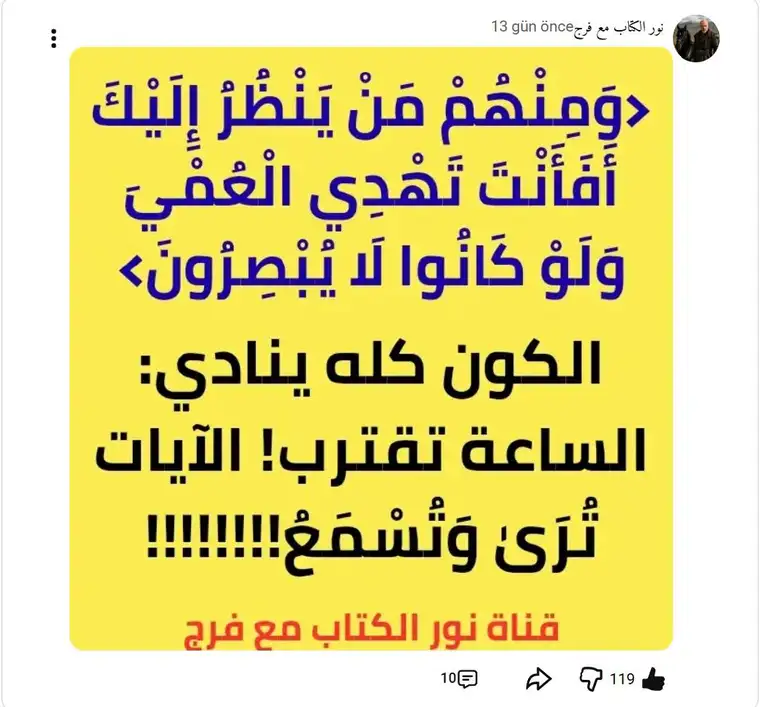 نور الكتاب مع فرج 13 gün önce
<وَمِنْهُمْ مَنْ يَنْظُرُ إِلَيْكَ
أَفَأَنْتَ تَهْدِي الْعُمْيَ
وَلَوْ كَانُوا لَا يُبْصِرُونَ>
الكون كله ينادي:
الساعة تقترب! الآيات
تُرَىٰ وَتُسْمَعُ!!!!!!!!
قناة نور الكتاب مع فرج
119 10